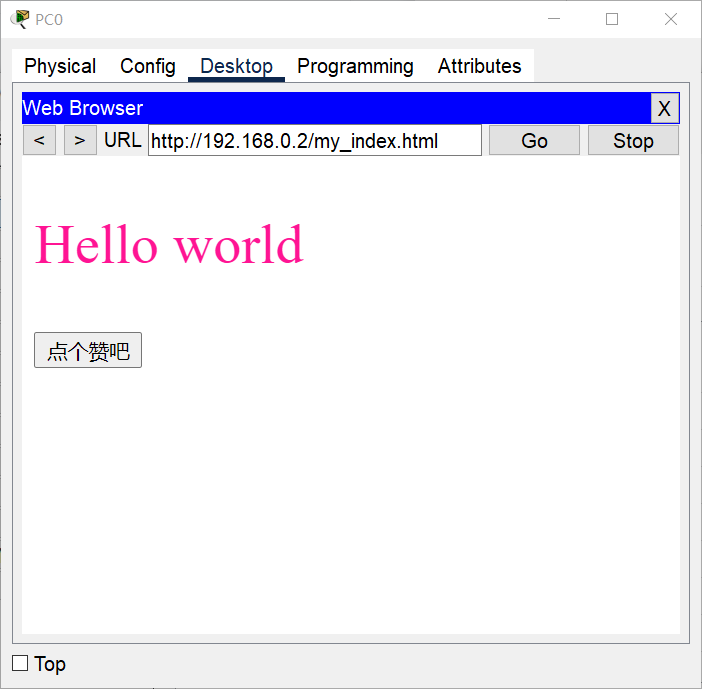 PC0
Physical Config Desktop Programming Attributes
Web Browser X
< > URL http://192.168.0.2/my_index.html Go Stop
Hello world
点个赞吧
Top